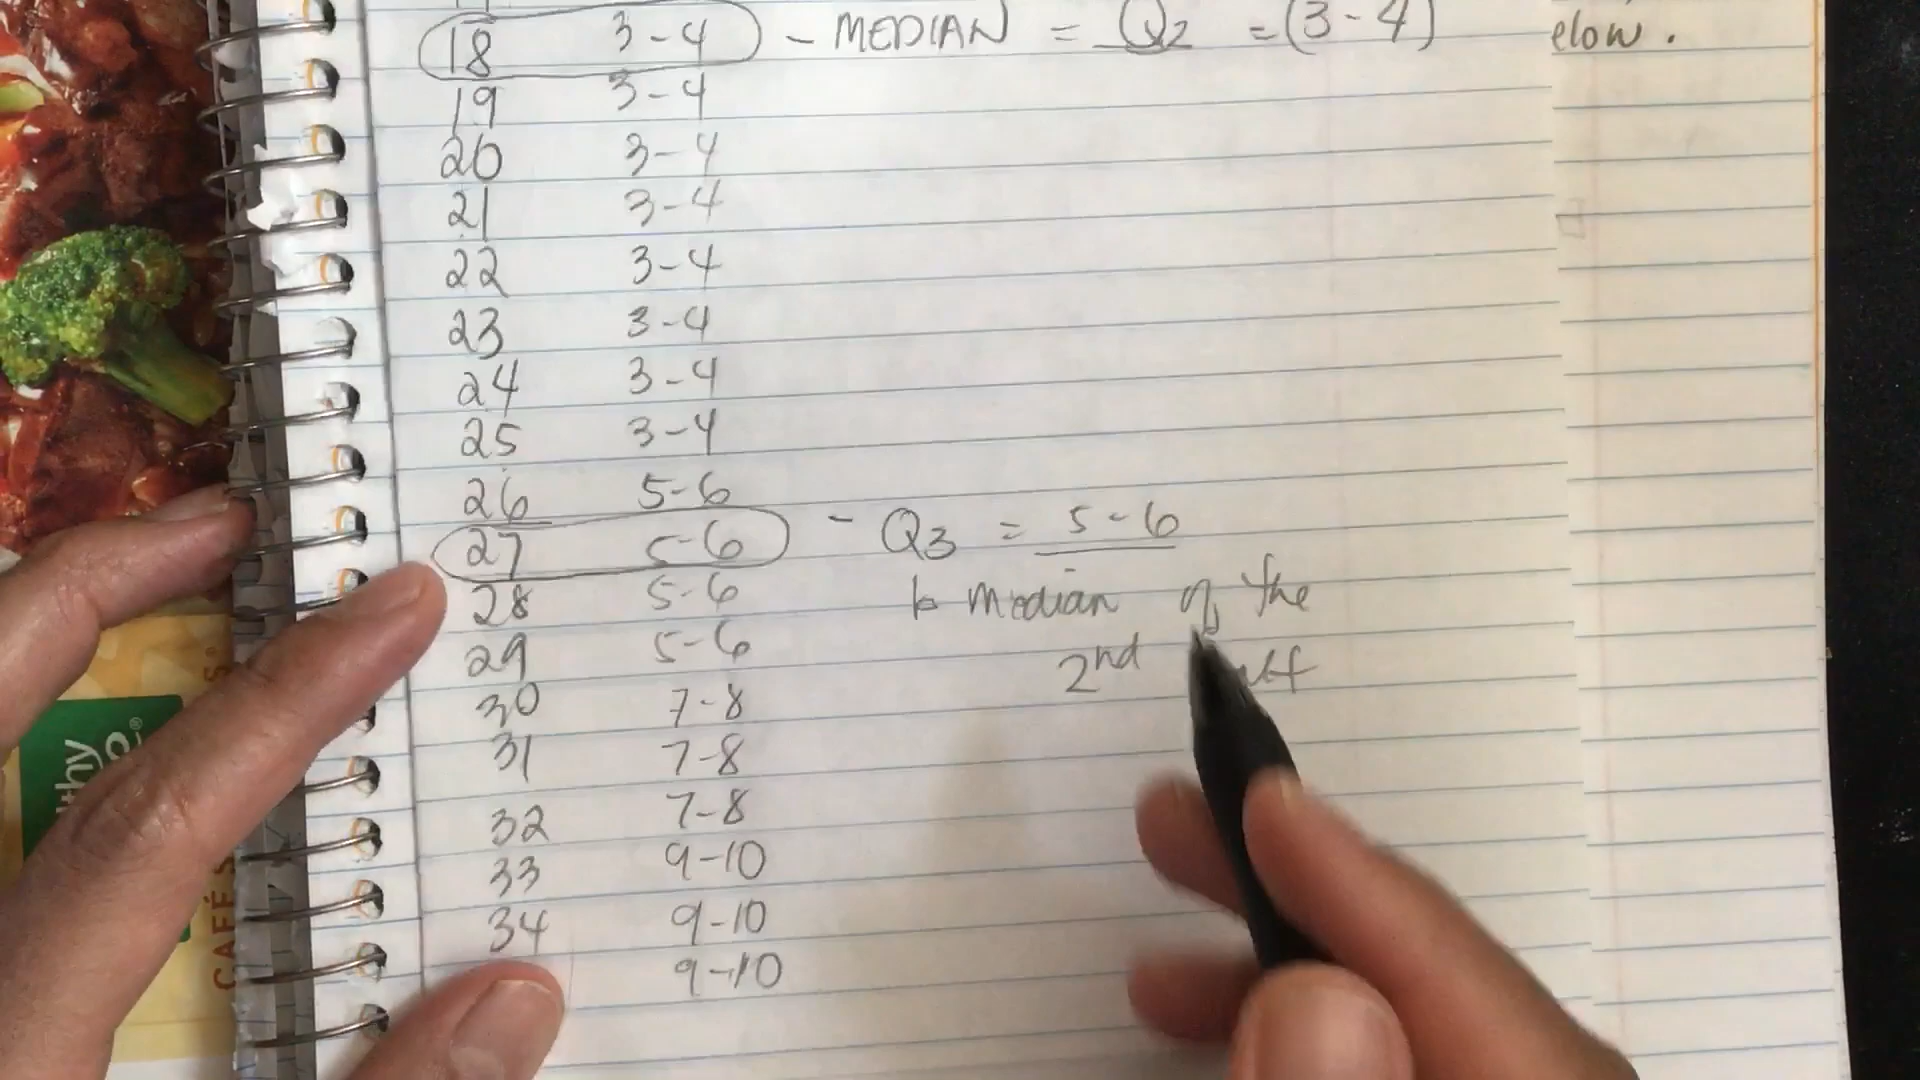 18 3-4 - MEDIAN = Q2 = (3-4) elow.
19 3-4
20 3-4
21 3-4
22 3-4
23 3-4
24 3-4
25 3-4
26 5-6
27 5-6 - Q3 = 5-6
28 5-6 Median of the
29 5-6 2nd
30 7-8
31 7-8
32 7-8
33 9-10
34 9-10
9-10
CAFÉ S